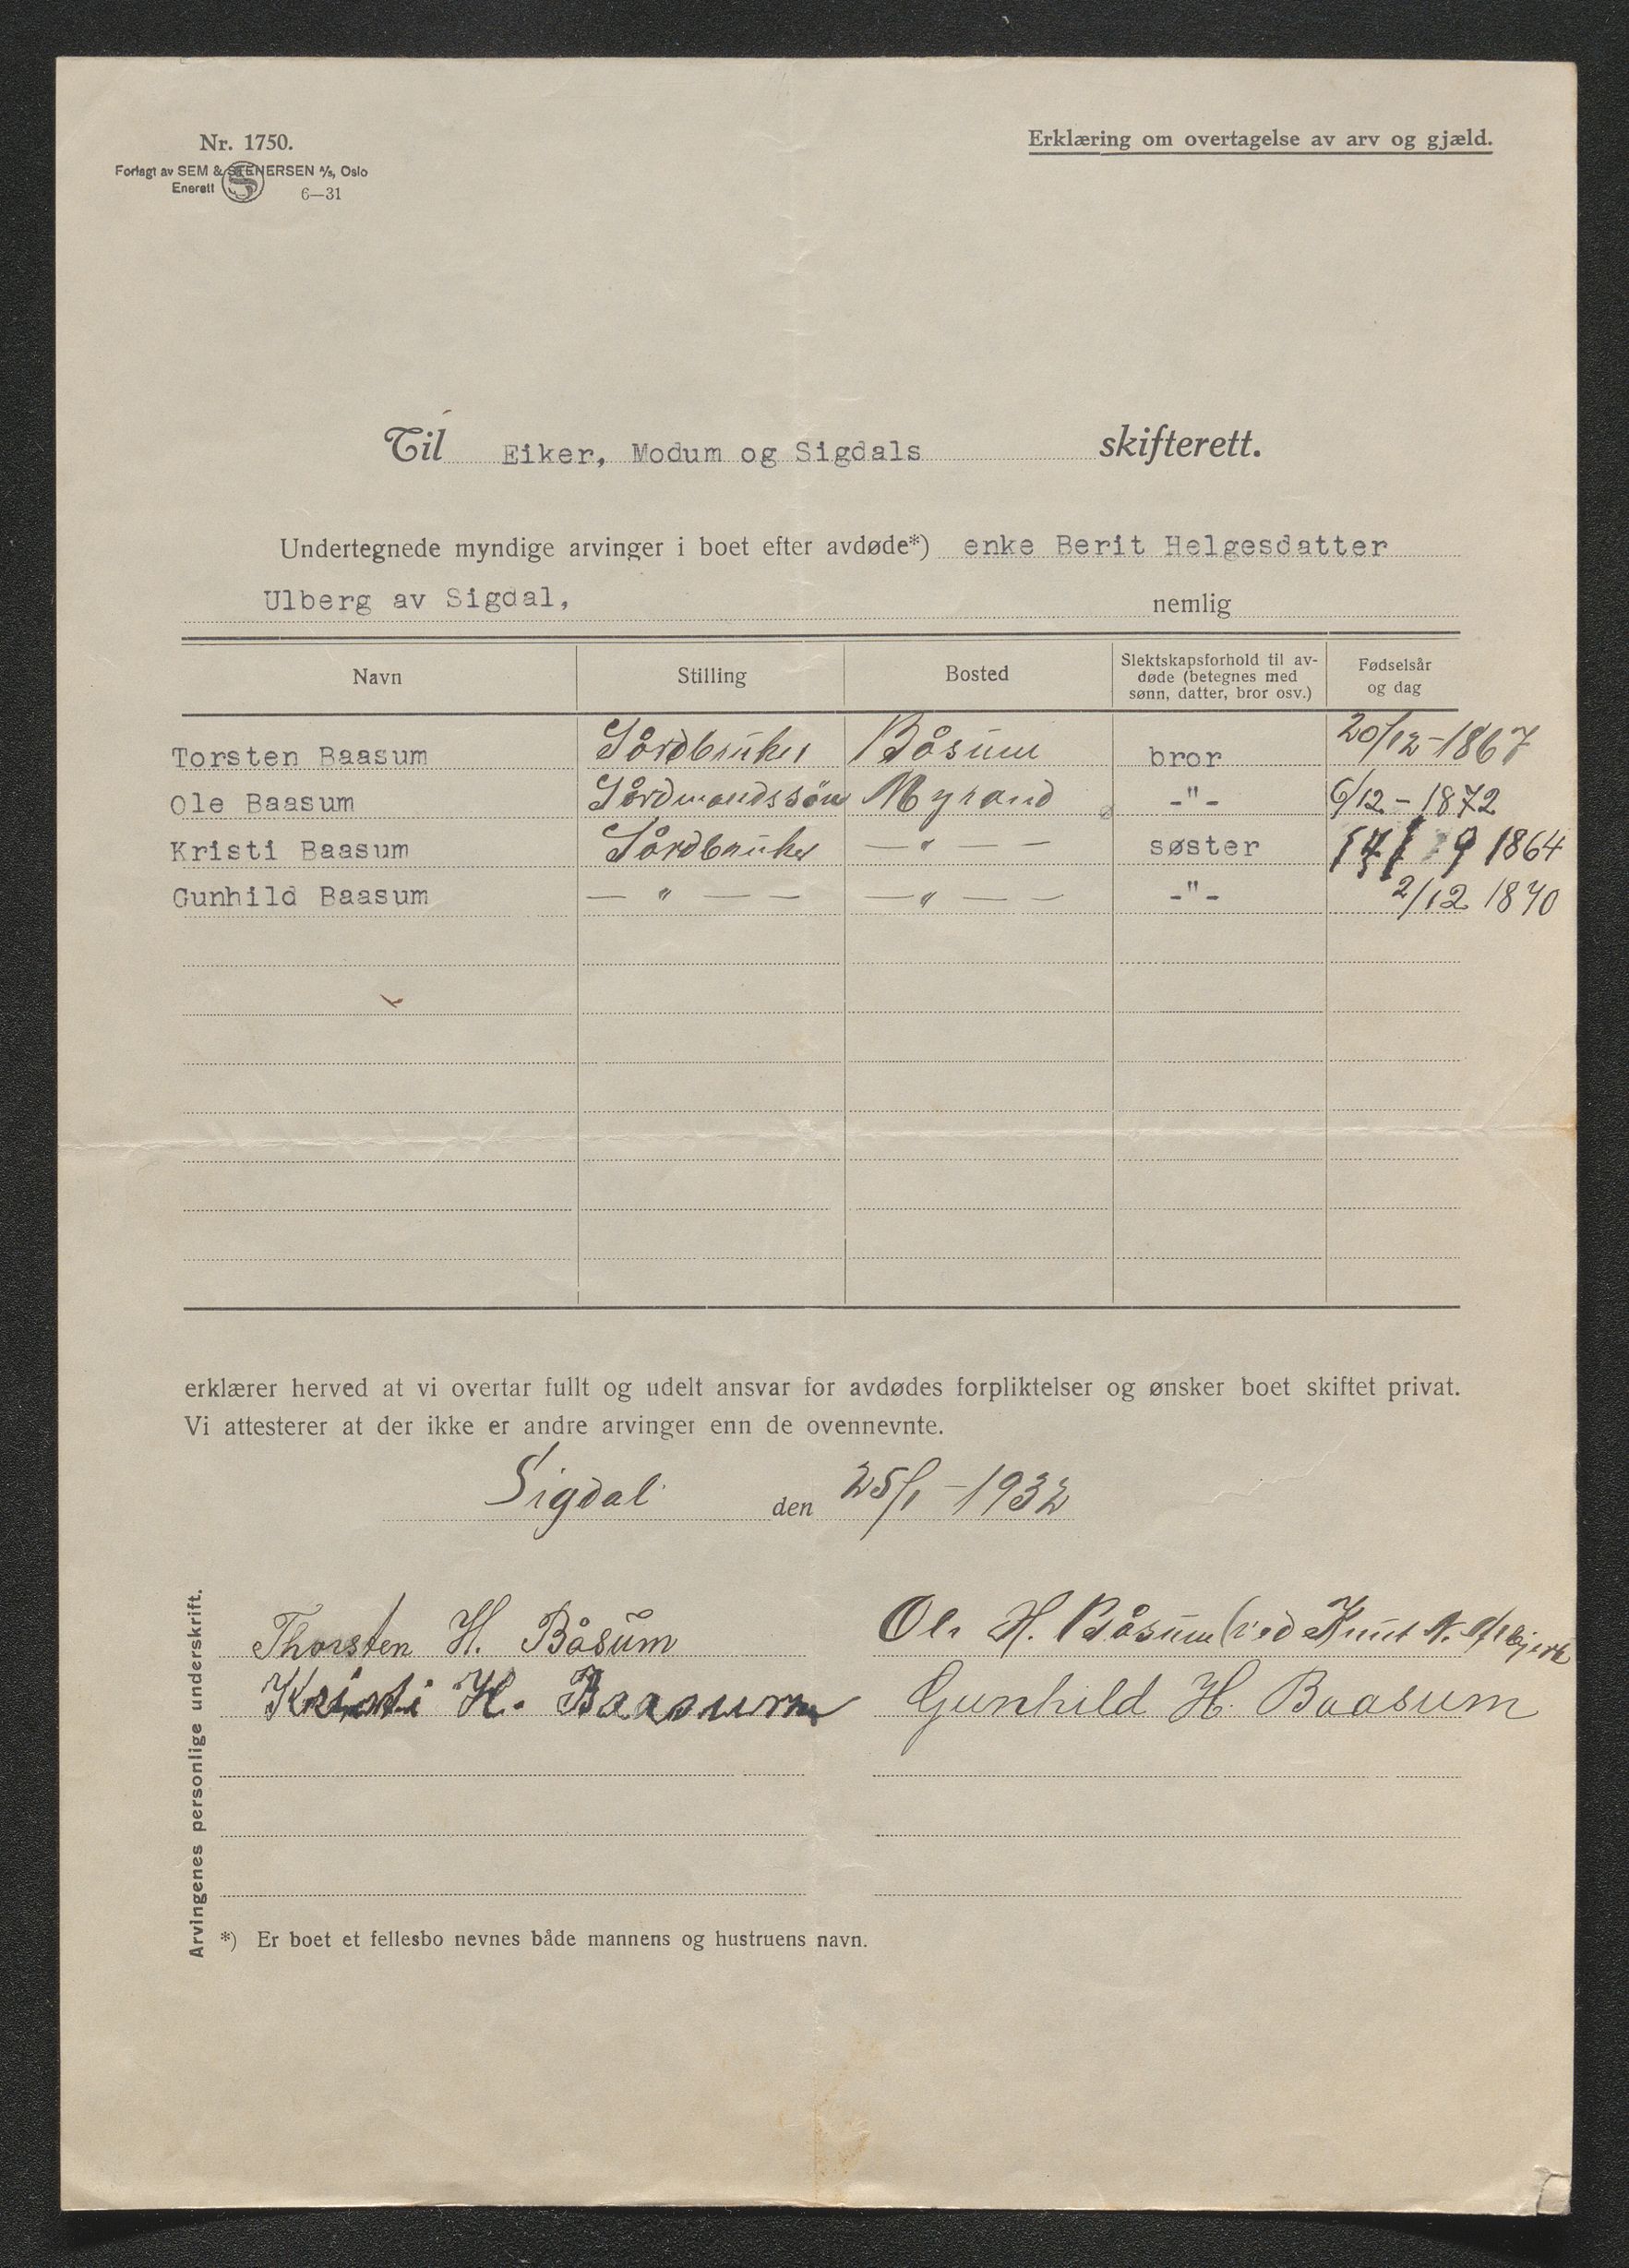 Nr. 1750.
Forlagt av SEM & STENERSEN A/S, Oslo
Enerett 6—31
Erklæring om overtagelse av arv og gjæld.
Til Eiker, Modum og Sigdals skifterett.
Undertegnede myndige arvinger i boet efter avdøde*) enke Berit Helgesdatter
Ulberg av Sigdal, nemlig
Navn Stilling Bosted Slektskapsforhold til avdøde (betegnes med sønn, datter, bror osv.) Fødselsår og dag
Torsten Baasum Gårdbruker Båsum bror 20/12-1867
Ole Baasum Gårdmandssön Myrand -"- 6/12-1872
Kristi Baasum Gårdbruker — " — — søster 14/9 1864
Gunhild Baasum — " — — — " — — -"- 2/12 1870
erklærer herved at vi overtar fullt og udelt ansvar for avdødes forpliktelser og ønsker boet skiftet privat.
Vi attesterer at der ikke er andre arvinger enn de ovennevnte.
Sigdal den 25/1-1932
Arvingenes personlige underskrift.
Thorsten H. Båsum Ole H. Båsum (ved Knut N.
Kristi H. Baasum Gunhild H. Baasum
*) Er boet et fellesbo nevnes både mannens og hustruens navn.